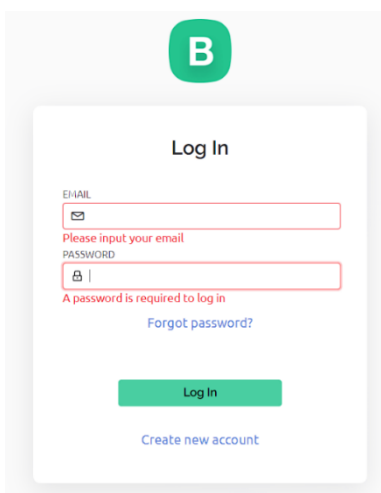 B
Log In
EMAIL
Please input your email
PASSWORD
A password is required to log in
Forgot password?
Log In
Create new account